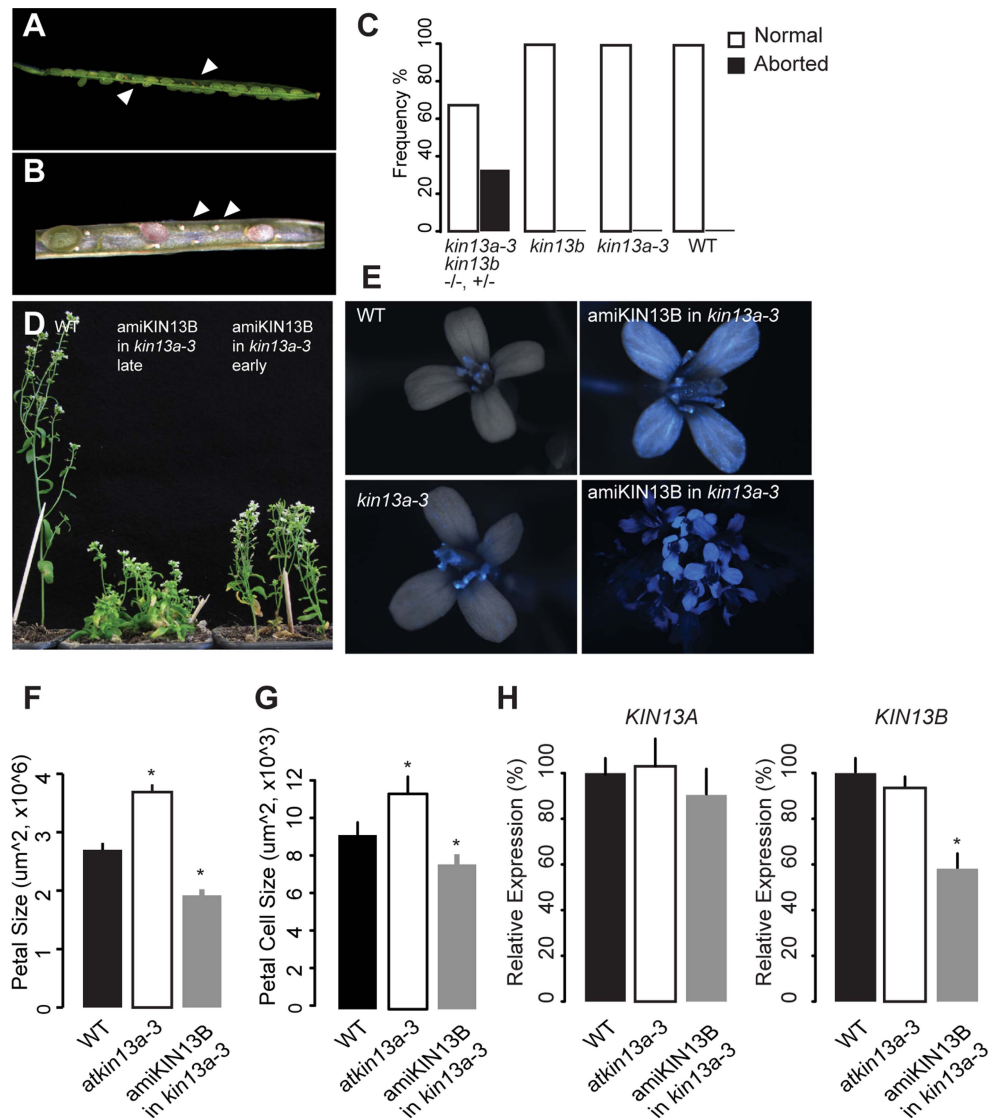 A
B
C
Normal
Aborted
Frequency %
0 20 40 60 80 100
kin13a-3
kin13b
-/-, +/-
kin13b
kin13a-3
WT
D
WT
amiKIN13B
in kin13a-3
late
amiKIN13B
in kin13a-3
early
E
WT
amiKIN13B in kin13a-3
kin13a-3
amiKIN13B in kin13a-3
F
Petal Size (um^2, x10^6)
0 1 2 3 4
*
*
WT
atkin13a-3
amiKIN13B
in kin13a-3
G
Petal Cell Size (um^2, x10^3)
0 2 4 6 8 10 12
*
*
WT
atkin13a-3
amiKIN13B
in kin13a-3
H
KIN13A
Relative Expression (%)
0 20 40 60 80 100
WT
atkin13a-3
amiKIN13B
in kin13a-3
KIN13B
Relative Expression (%)
0 20 40 60 80 100
*
WT
atkin13a-3
amiKIN13B
in kin13a-3